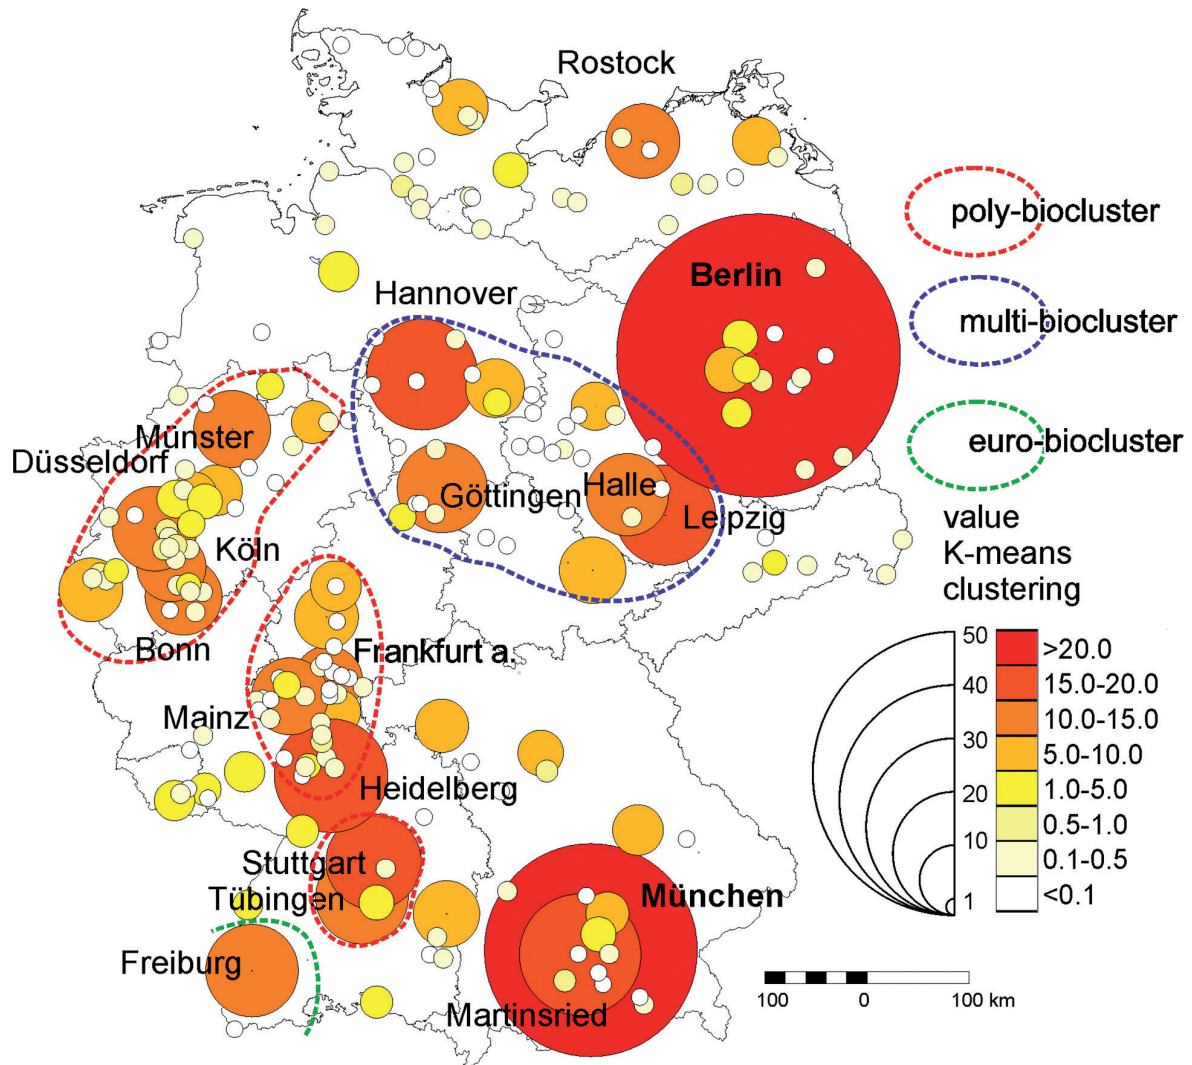 Rostock
poly-biocluster
Berlin
Hannover
multi-biocluster
Münster
Düsseldorf
euro-biocluster
Göttingen
Halle
Leipzig
Köln
value
K-means
clustering
Bonn
Frankfurt a.
50
>20.0
40
15.0-20.0
Mainz
10.0-15.0
30
5.0-10.0
Heidelberg
20
1.0-5.0
10
0.5-1.0
0.1-0.5
1
<0.1
Stuttgart
Tübingen
München
Freiburg
Martinsried
100
0
100 km